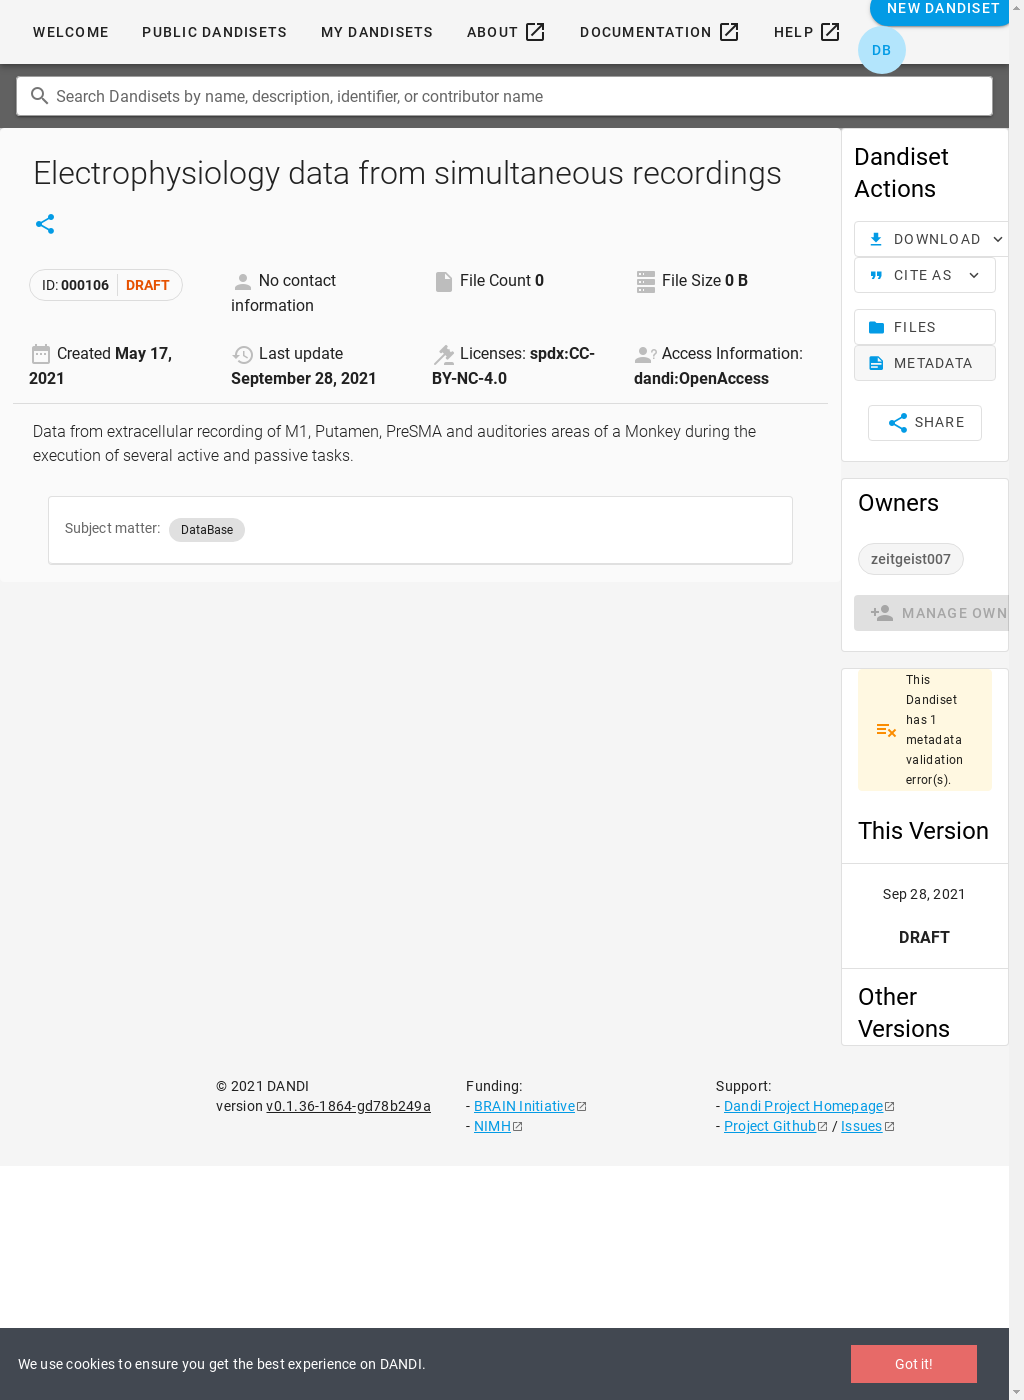 WELCOME PUBLIC DANDISETS MY DANDISETS ABOUT DOCUMENTATION HELP NEW DANDISET
DB
Search Dandisets by name, description, identifier, or contributor name
Electrophysiology data from simultaneous recordings
ID: 000106 DRAFT
No contact
information
File Count 0
File Size 0 B
Created May 17,
2021
Last update
September 28, 2021
Licenses: spdx:CC-
BY-NC-4.0
Access Information:
dandi:OpenAccess
Data from extracellular recording of M1, Putamen, PreSMA and auditories areas of a Monkey during the
execution of several active and passive tasks.
Subject matter: DataBase
Dandiset
Actions
DOWNLOAD
CITE AS
FILES
METADATA
SHARE
Owners
zeitgeist007
MANAGE OWN
This
Dandiset
has 1
metadata
validation
error(s).
This Version
Sep 28, 2021
DRAFT
Other
Versions
© 2021 DANDI
version v0.1.36-1864-gd78b249a
Funding:
- BRAIN Initiative
- NIMH
Support:
- Dandi Project Homepage
- Project Github / Issues
We use cookies to ensure you get the best experience on DANDI.
Got it!